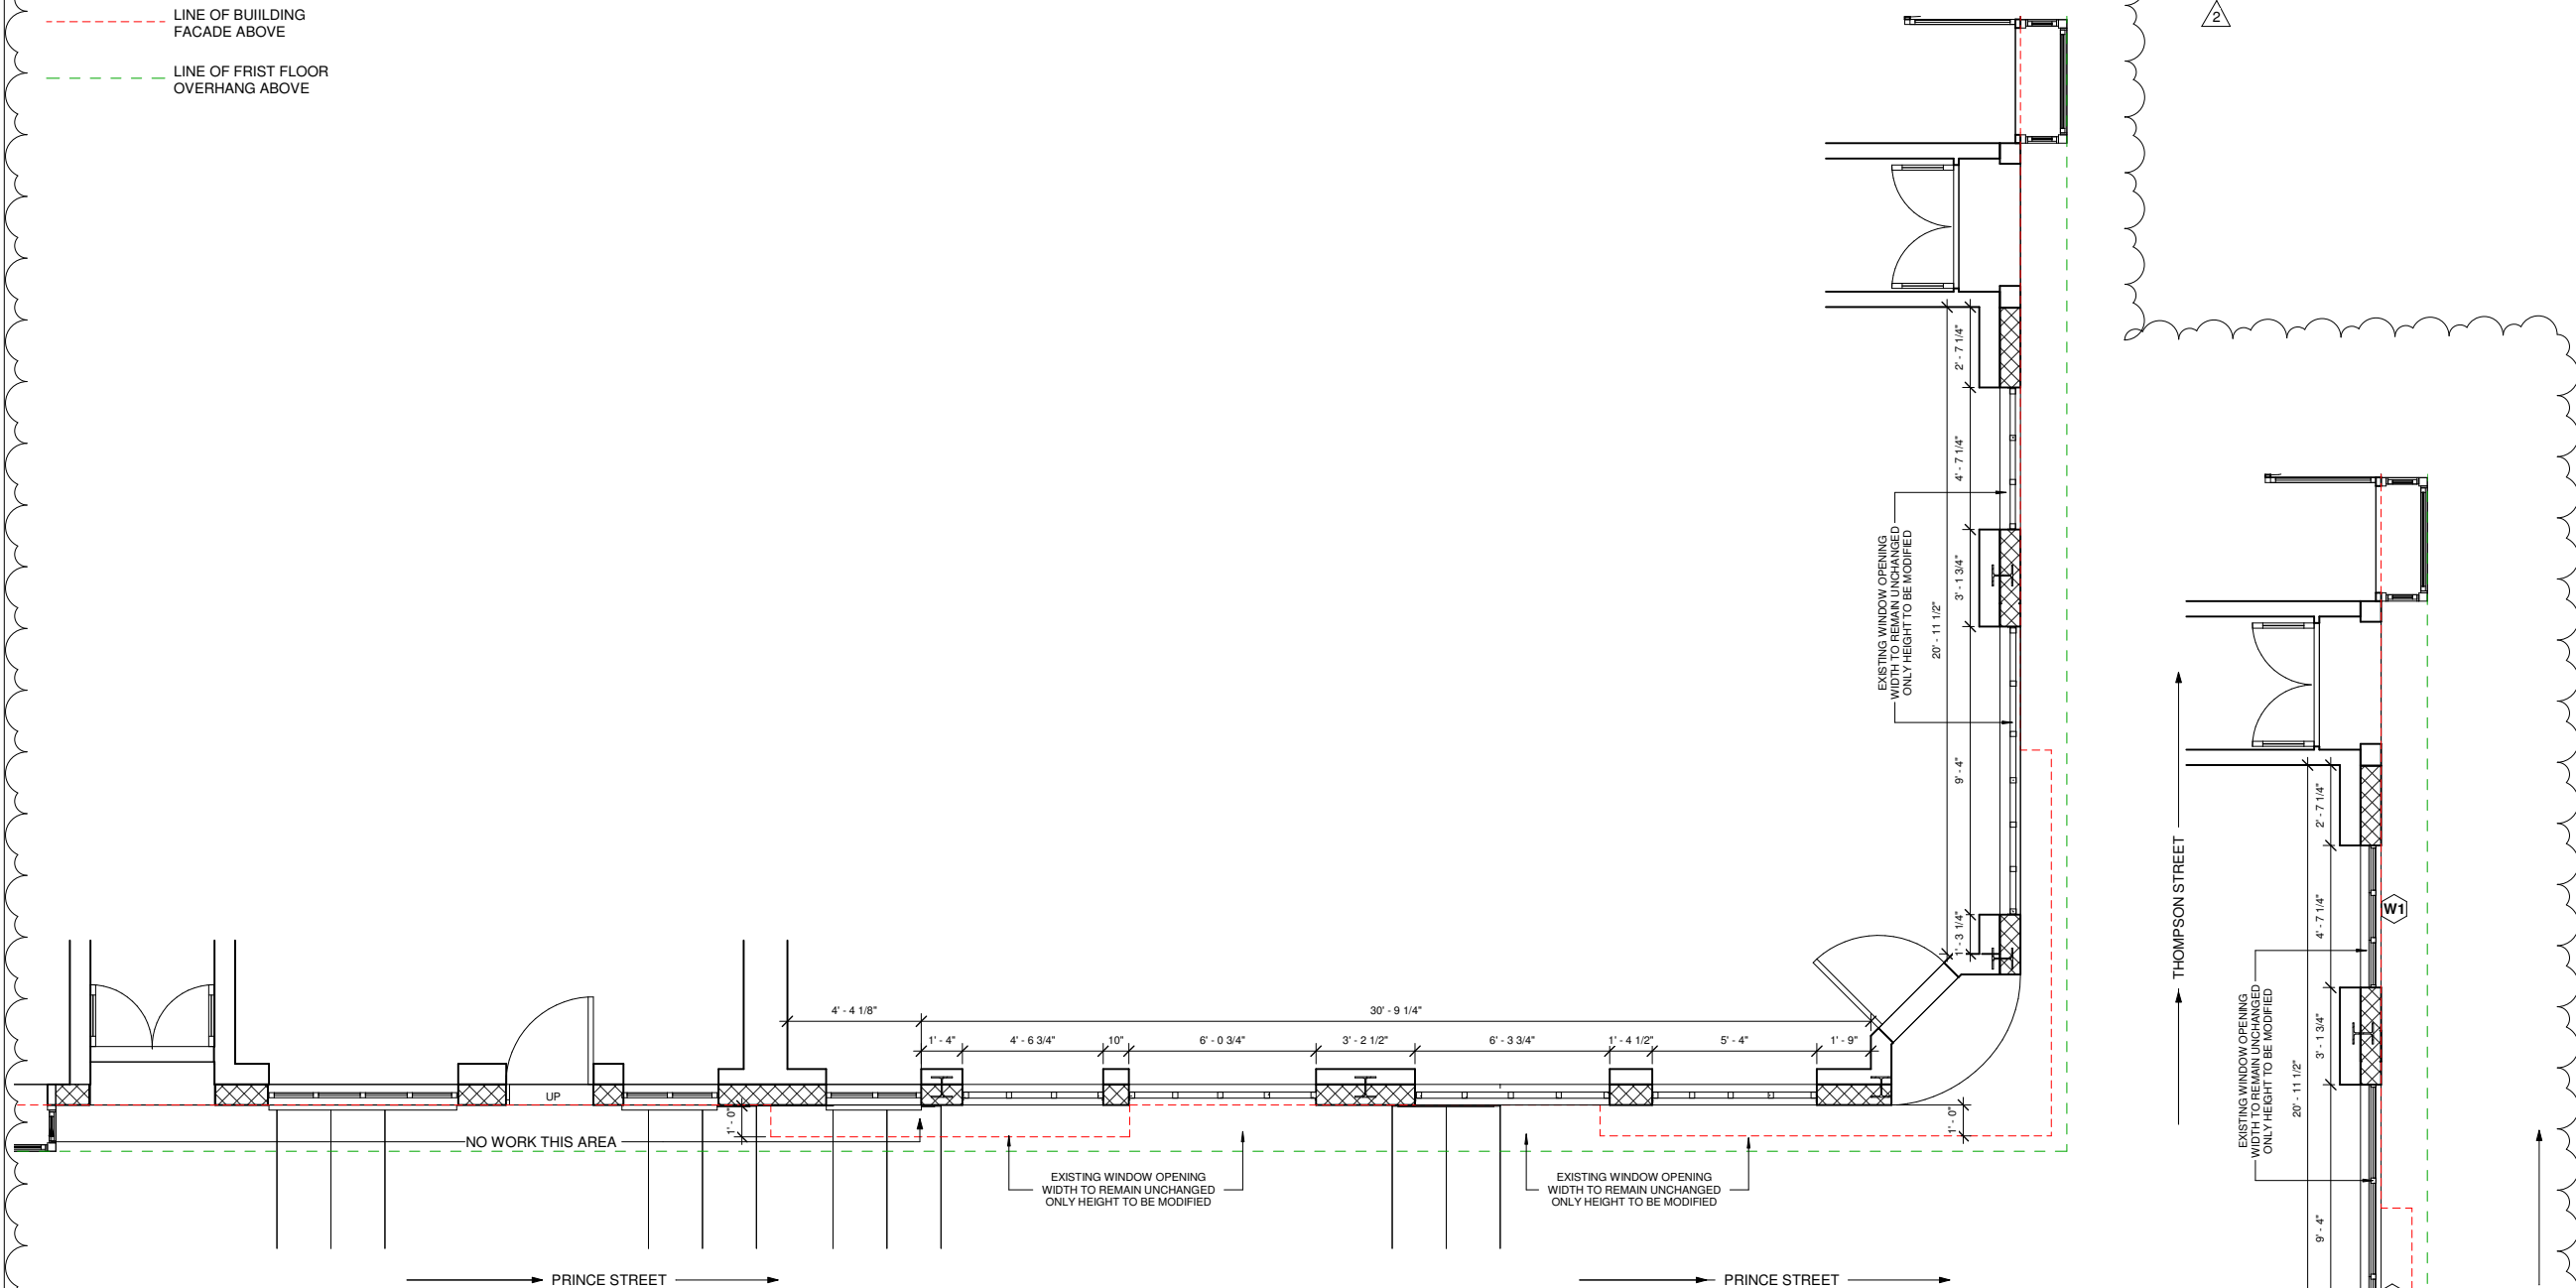 LINE OF BUIILDING
FACADE ABOVE
LINE OF FRIST FLOOR
OVERHANG ABOVE
2
2' - 7 1/4"
4' - 7 1/4"
3' - 1 3/4"
20' - 11 1/2"
9' - 4"
1' - 3 1/4"
EXISTING WINDOW OPENING
WIDTH TO REMAIN UNCHANGED
ONLY HEIGHT TO BE MODIFIED
4' - 4 1/8"
30' - 9 1/4"
1' - 4"
4' - 6 3/4"
10"
6' - 0 3/4"
3' - 2 1/2"
6' - 3 3/4"
1' - 4 1/2"
5' - 4"
1' - 9"
UP
1' - 0"
1' - 0"
NO WORK THIS AREA
EXISTING WINDOW OPENING
WIDTH TO REMAIN UNCHANGED
ONLY HEIGHT TO BE MODIFIED
EXISTING WINDOW OPENING
WIDTH TO REMAIN UNCHANGED
ONLY HEIGHT TO BE MODIFIED
PRINCE STREET
PRINCE STREET
THOMPSON STREET
2' - 7 1/4"
4' - 7 1/4"
W1
3' - 1 3/4"
20' - 11 1/2"
9' - 4"
EXISTING WINDOW OPENING
WIDTH TO REMAIN UNCHANGED
ONLY HEIGHT TO BE MODIFIED